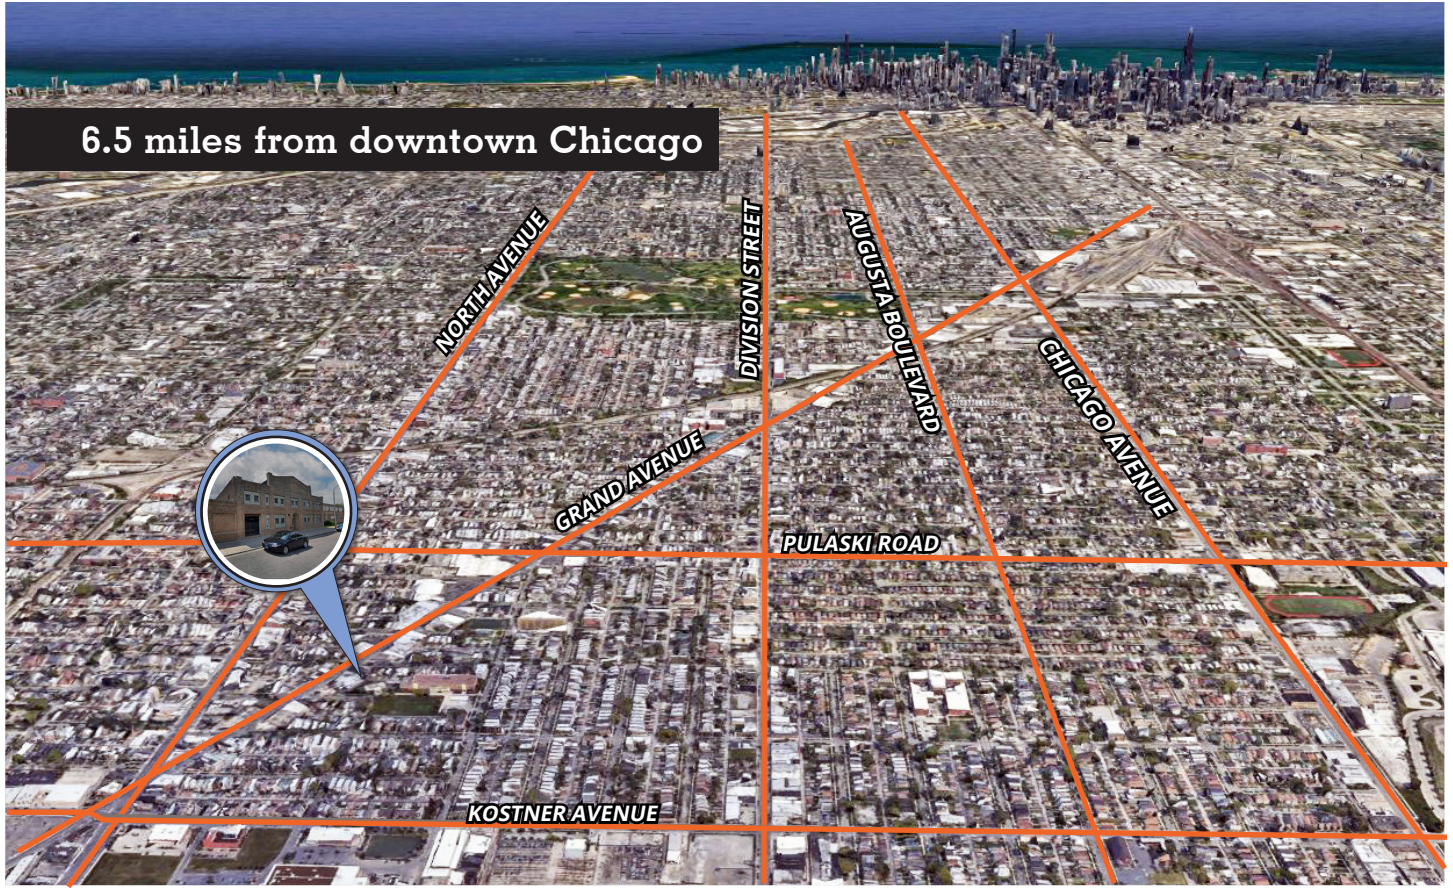 6.5 miles from downtown Chicago
NORTH AVENUE
DIVISION STREET
AUGUSTA BOULEVARD
CHICAGO AVENUE
GRAND AVENUE
PULASKI ROAD
KOSTNER AVENUE